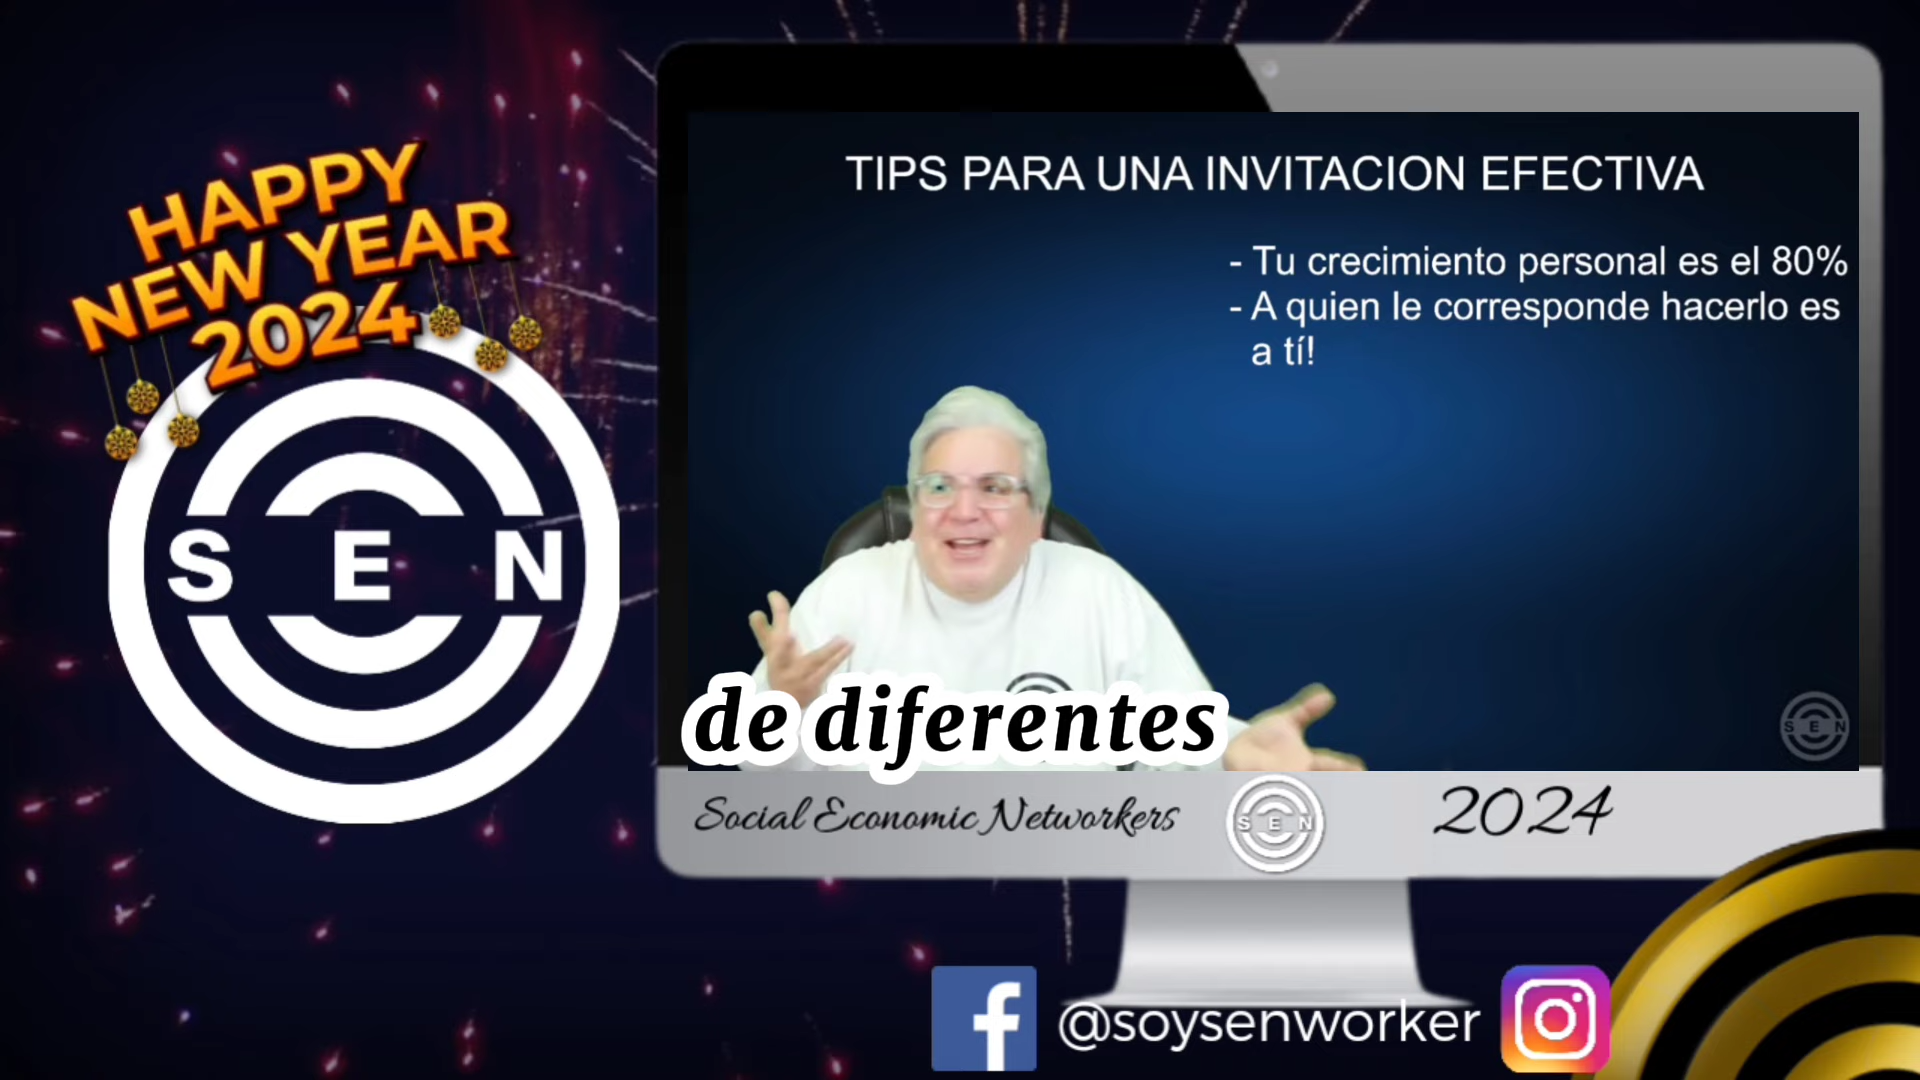 HAPPY
NEW YEAR
2024
S E N
TIPS PARA UNA INVITACION EFECTIVA
- Tu crecimiento personal es el 80%
- A quien le corresponde hacerlo es
a tí!
de diferentes
S E N
Social Economic Networkers
S E N
2024
@soysenworker